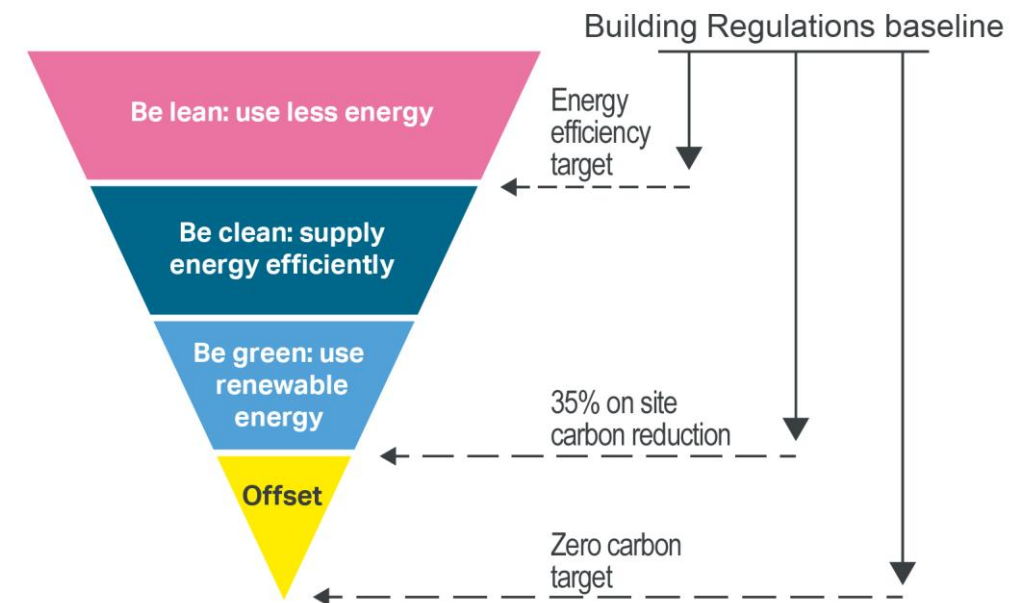 Building Regulations baseline
Be lean: use less energy
Energy
efficiency
target
Be clean: supply
energy efficiently
Be green: use
renewable
energy
35% on site
carbon reduction
Offset
Zero carbon
target